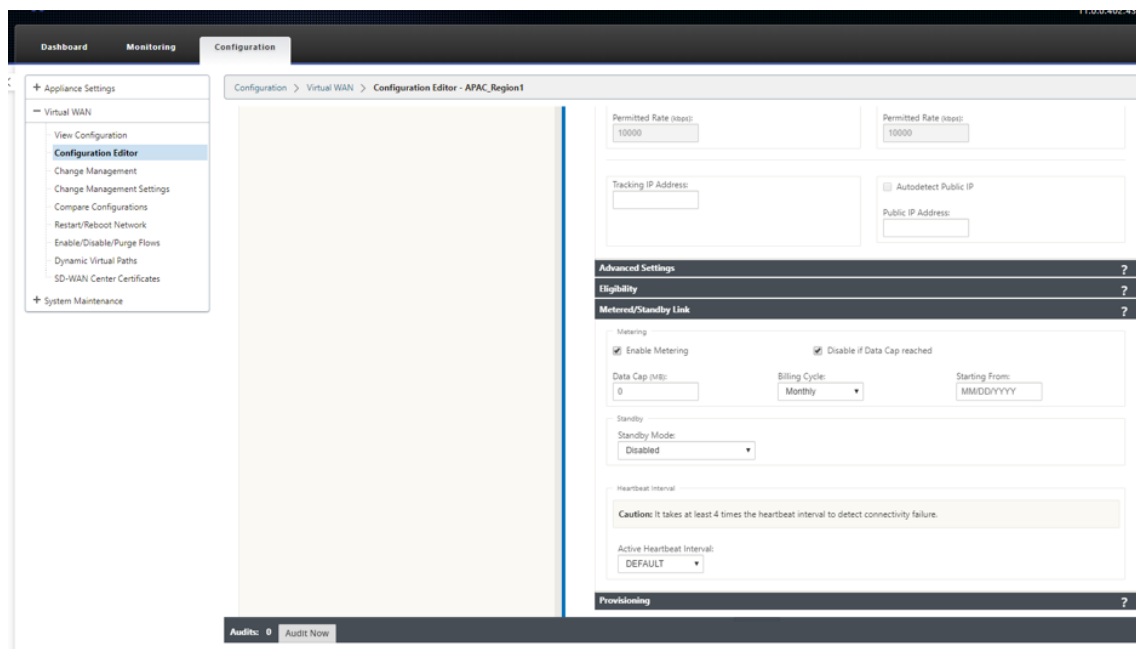 11.0.0.402.49
Dashboard Monitoring Configuration
+ Appliance Settings
− Virtual WAN
View Configuration
Configuration Editor
Change Management
Change Management Settings
Compare Configurations
Restart/Reboot Network
Enable/Disable/Purge Flows
Dynamic Virtual Paths
SD-WAN Center Certificates
+ System Maintenance
Configuration > Virtual WAN > Configuration Editor - APAC_Region1
Permitted Rate (kbps): Permitted Rate (kbps):
10000 10000
Tracking IP Address: Autodetect Public IP
Public IP Address:
Advanced Settings ?
Eligibility ?
Metered/Standby Link ?
Metering
Enable Metering Disable if Data Cap reached
Data Cap (MB): Billing Cycle: Starting From:
0 Monthly MM/DD/YYYY
Standby
Standby Mode:
Disabled
Heartbeat Interval
Caution: It takes at least 4 times the heartbeat interval to detect connectivity failure.
Active Heartbeat Interval:
DEFAULT
Provisioning ?
Audits: 0 Audit Now